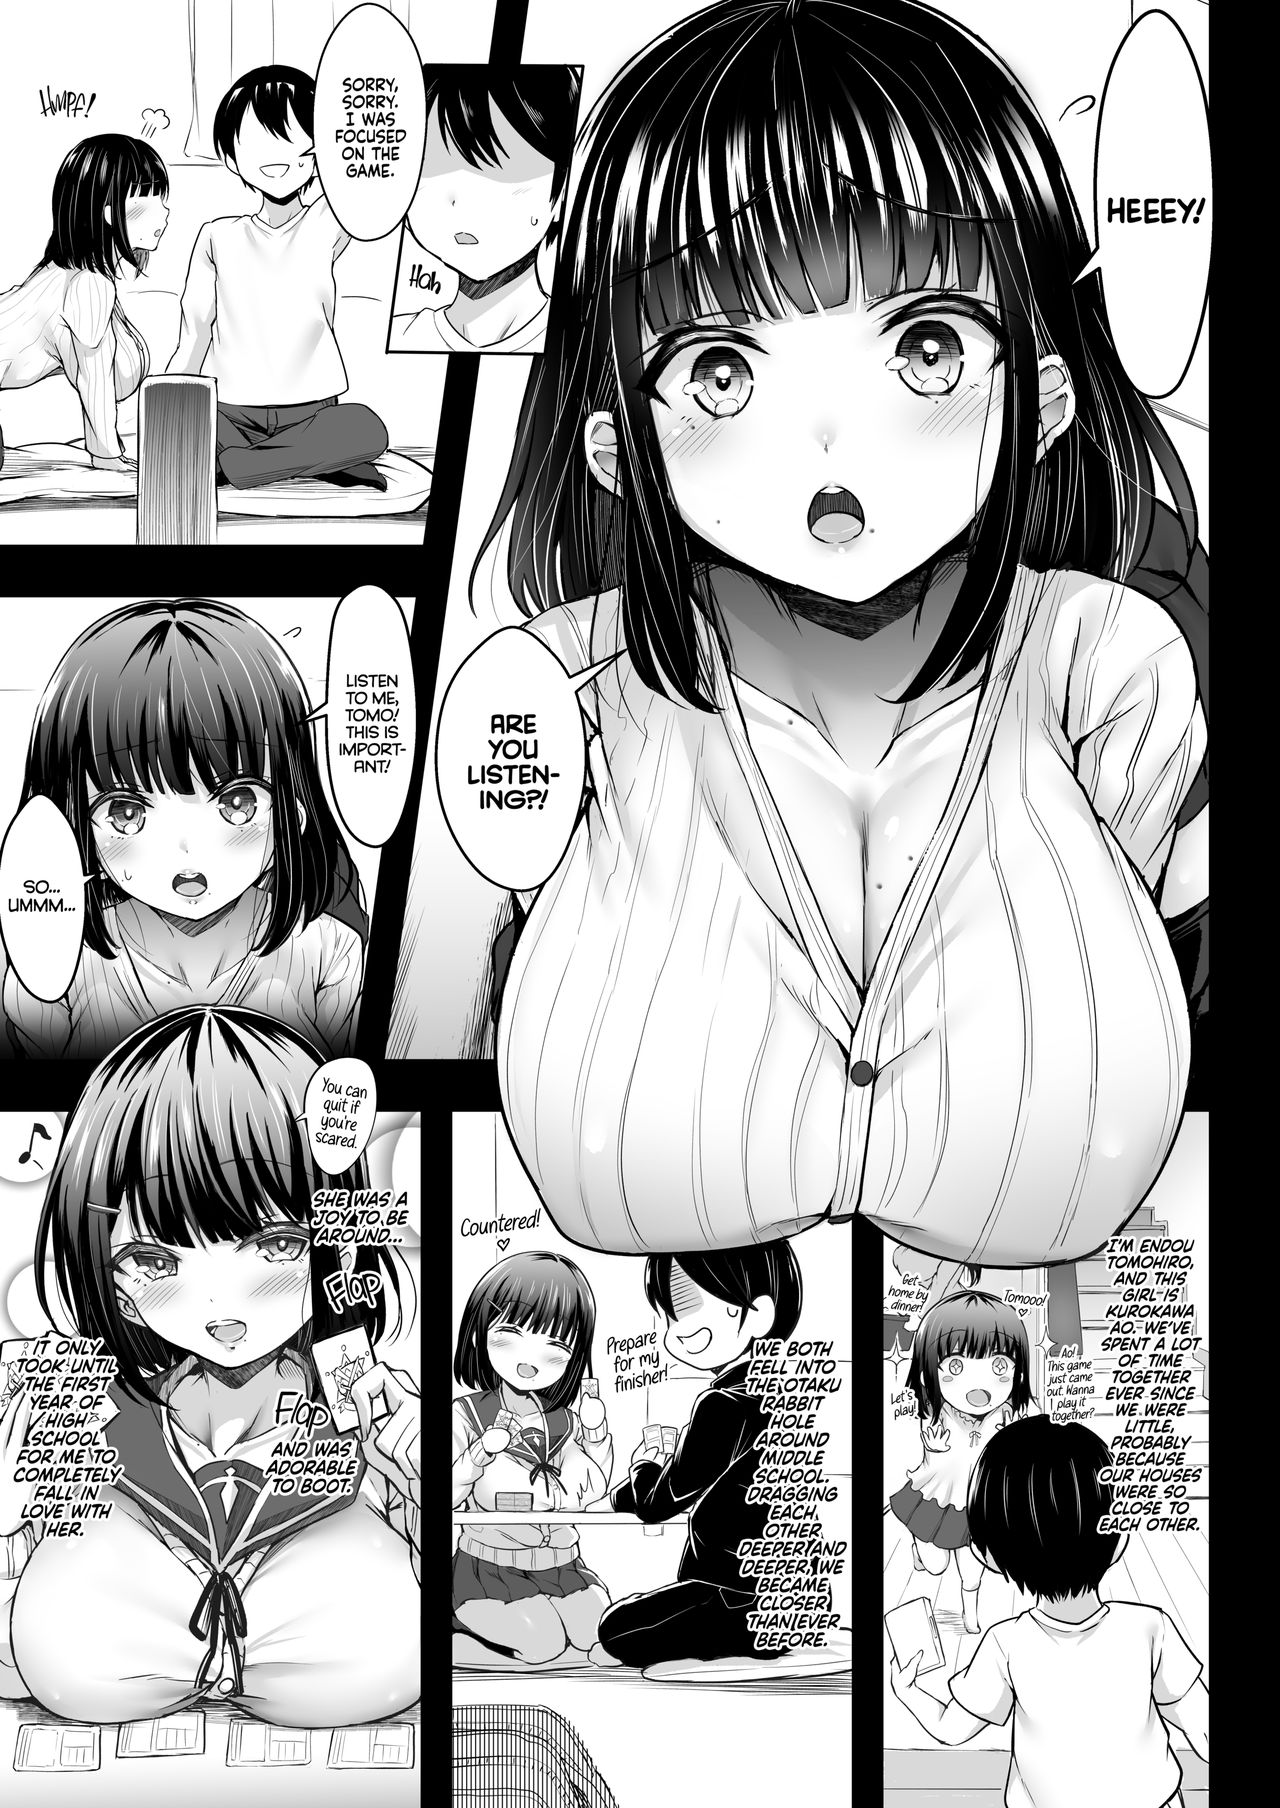 HEEEY!
ARE
YOU
LISTEN-
ING?!
Hah
SORRY,
SORRY.
I WAS
FOCUSED
ON THE
GAME.
HMPF!
LISTEN
TO ME,
TOMO!
THIS IS
IMPORT-
ANT!
SO...
UMMM...
I'M ENDOU
TOMOHIRO,
AND THIS
GIRL IS
KUROKAWA
AO. WE'VE
SPENT A LOT
OF TIME
TOGETHER
EVER SINCE
WE WERE
LITTLE,
PROBABLY
BECAUSE
OUR HOUSES
WERE SO
CLOSE TO
EACH OTHER.
Get
home by
dinner!
Tomooo!
Ao!
This game
just came
out. Wanna
play it
together?
Let's
play!
WE BOTH
FELL INTO
THE OTAKU
RABBIT
HOLE
AROUND
MIDDLE
SCHOOL.
DRAGGING
EACH
OTHER
DEEPER AND
DEEPER, WE
BECAME
CLOSER
THAN EVER
BEFORE.
Countered!
Prepare
for my
finisher!
You can
quit if
you're
scared.
SHE WAS A
JOY TO BE
AROUND...
Flap
Flap
AND WAS
ADORABLE
TO BOOT.
IT ONLY
TOOK UNTIL
THE FIRST
YEAR OF
HIGH
SCHOOL
FOR ME TO
COMPLETELY
FALL IN
LOVE WITH
HER.